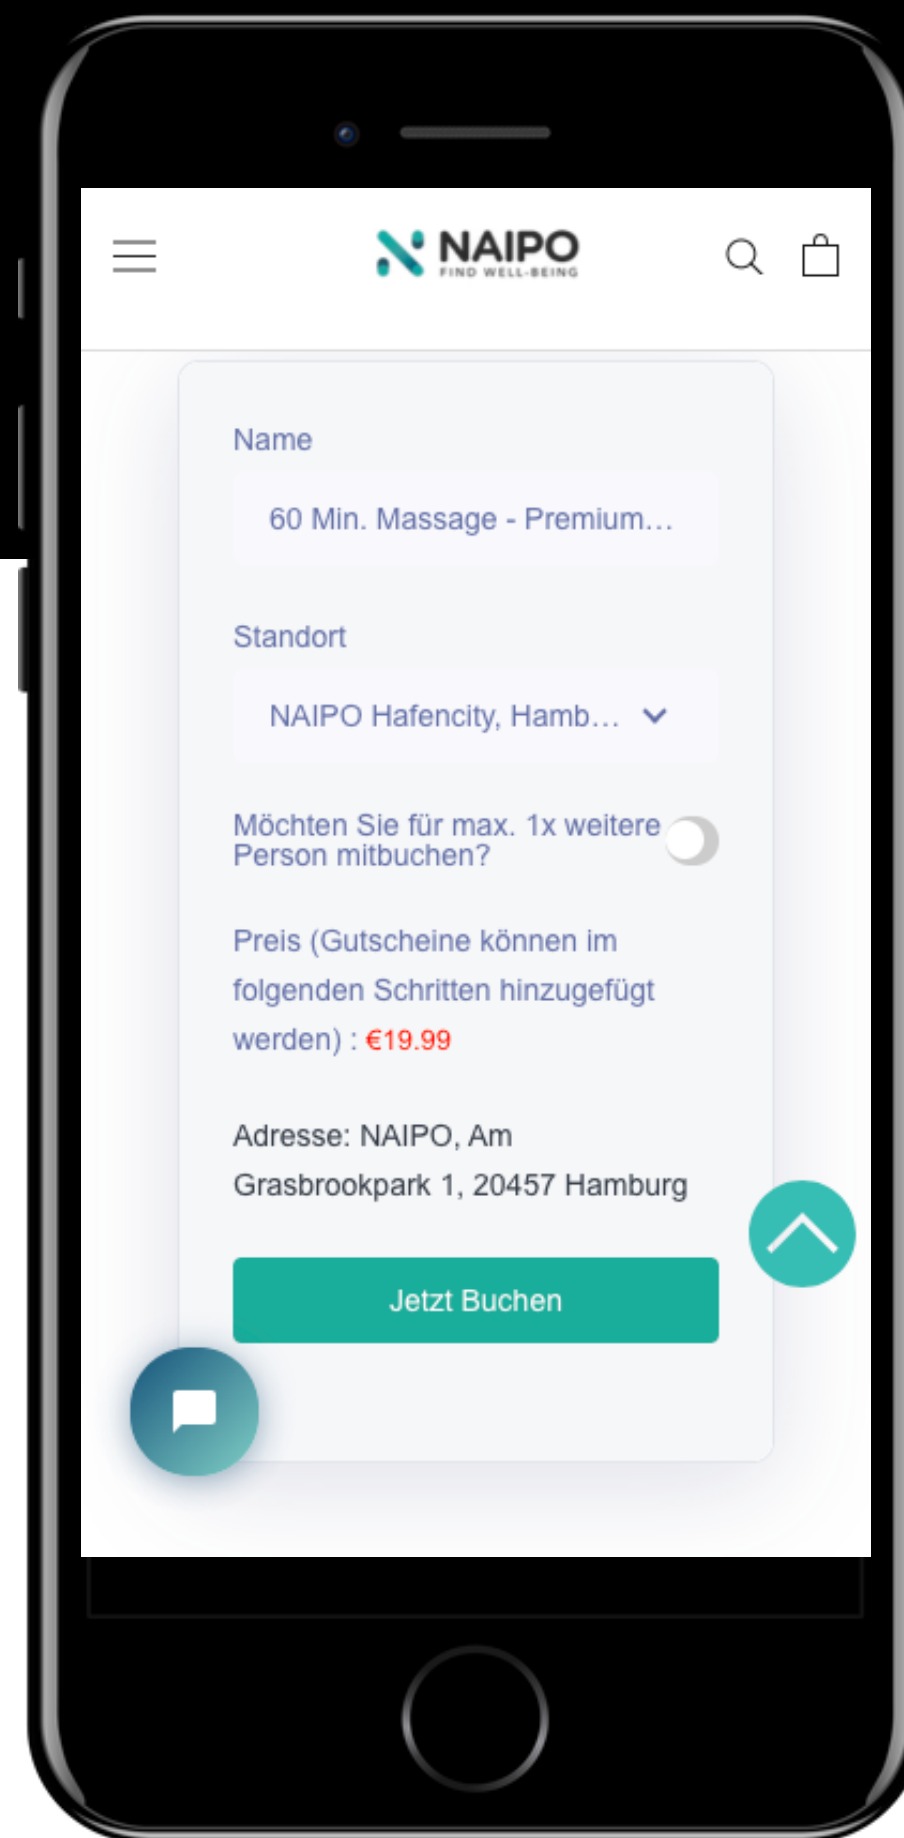 NAIPO
FIND WELL-BEING
Name
60 Min. Massage - Premium...
Standort
NAIPO Hafencity, Hamb...
Möchten Sie für max. 1x weitere
Person mitbuchen?
Preis (Gutscheine können im
folgenden Schritten hinzugefügt
werden) : €19.99
Adresse: NAIPO, Am
Grasbrookpark 1, 20457 Hamburg
Jetzt Buchen